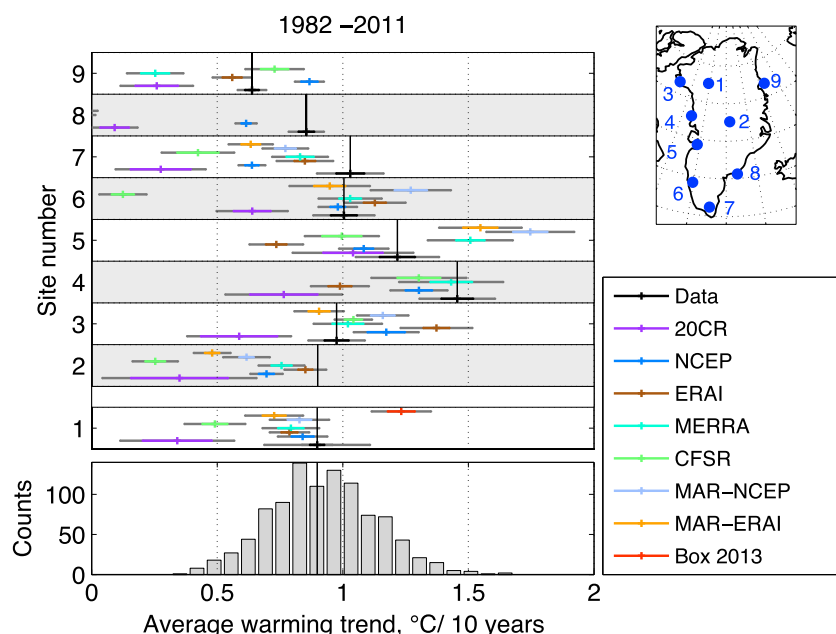 1982 –2011
Site number
9
8
7
6
5
4
3
2
1
Counts
100
50
0
0
0.5
1
1.5
2
Average warming trend, °C/ 10 years
3
1
9
4
2
5
6
8
7
Data
20CR
NCEP
ERAI
MERRA
CFSR
MAR−NCEP
MAR−ERAI
Box 2013